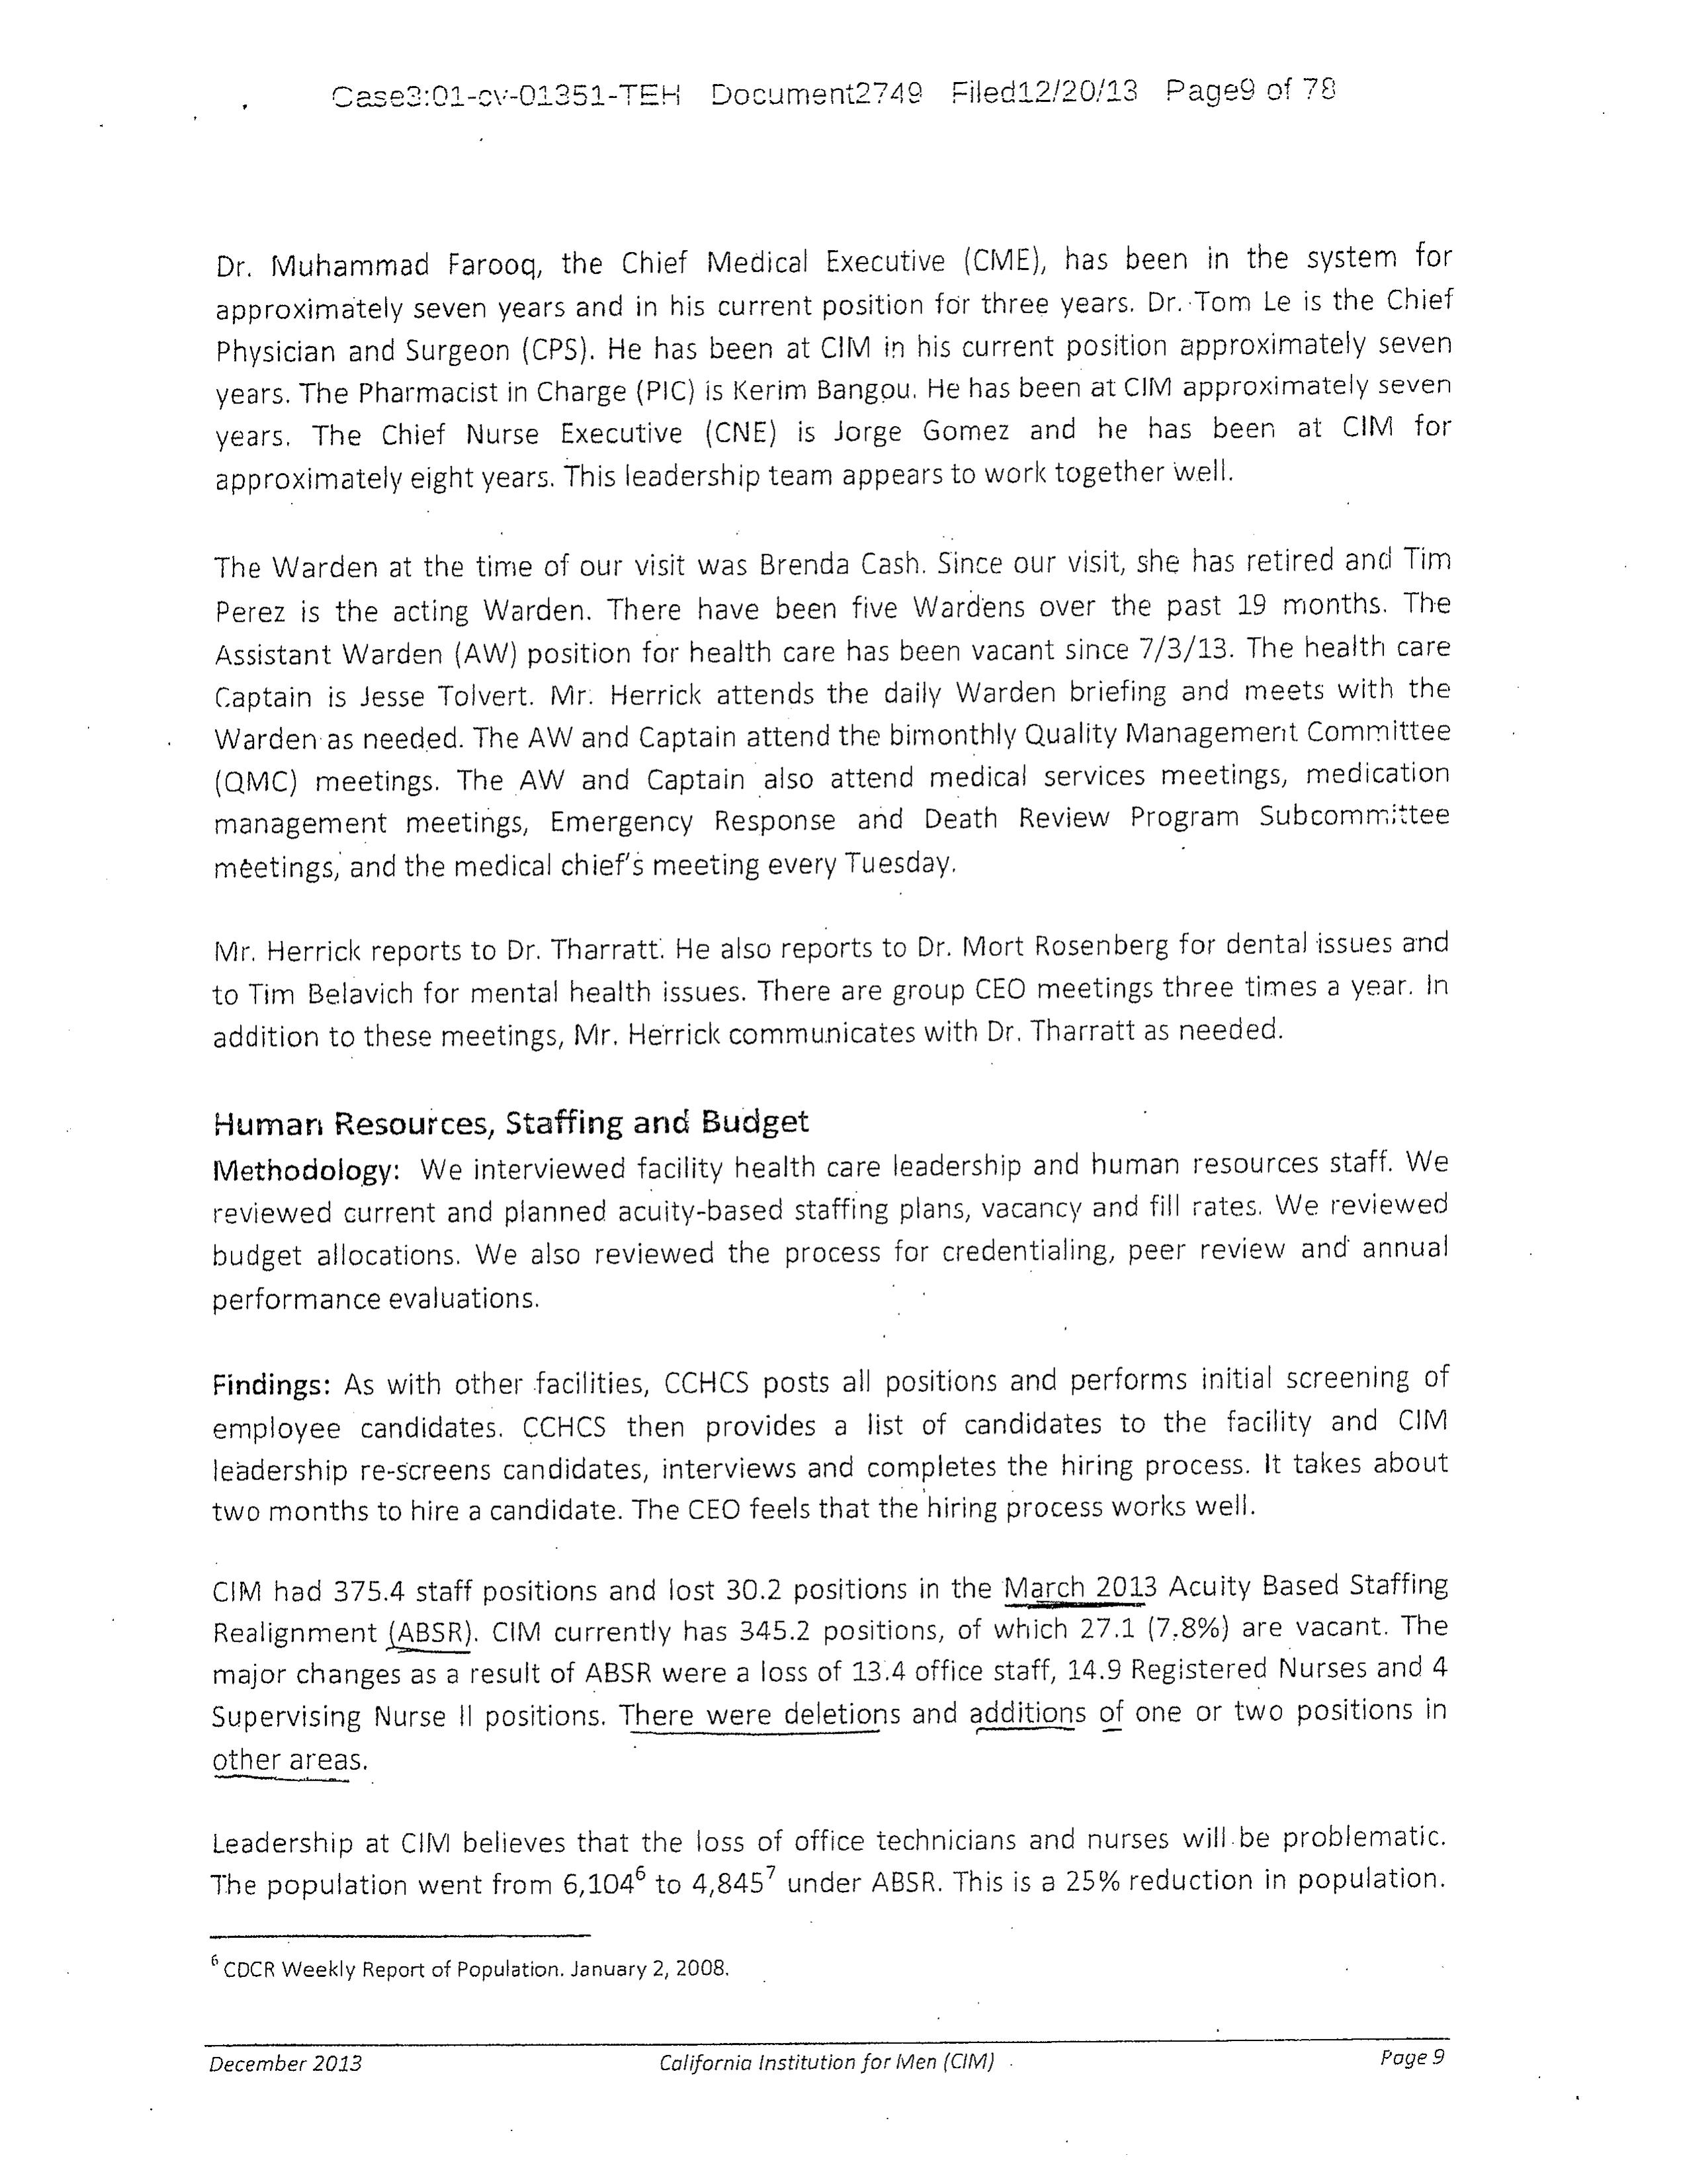 Case3:01-cv-01351-TEH Document2749 Filed12/20/13 Page9 of 78
Dr. Muhammad Farooq, the Chief Medical Executive (CME), has been in the system for
approximately seven years and in his current position for three years. Dr. Tom Le is the Chief
Physician and Surgeon (CPS). He has been at CIM in his current position approximately seven
years. The Pharmacist in Charge (PIC) is Kerim Bangou. He has been at CIM approximately seven
years. The Chief Nurse Executive (CNE) is Jorge Gomez and he has been at CIM for
approximately eight years. This leadership team appears to work together well.
The Warden at the time of our visit was Brenda Cash. Since our visit, she has retired and Tim
Perez is the acting Warden. There have been five Wardens over the past 19 months. The
Assistant Warden (AW) position for health care has been vacant since 7/3/13. The health care
Captain is Jesse Tolvert. Mr. Herrick attends the daily Warden briefing and meets with the
Warden as needed. The AW and Captain attend the bimonthly Quality Management Committee
(QMC) meetings. The AW and Captain also attend medical services meetings, medication
management meetings, Emergency Response and Death Review Program Subcommittee
meetings, and the medical chief's meeting every Tuesday.
Mr. Herrick reports to Dr. Tharratt. He also reports to Dr. Mort Rosenberg for dental issues and
to Tim Belavich for mental health issues. There are group CEO meetings three times a year. In
addition to these meetings, Mr. Herrick communicates with Dr. Tharratt as needed.
Human Resources, Staffing and Budget
Methodology: We interviewed facility health care leadership and human resources staff. We
reviewed current and planned acuity-based staffing plans, vacancy and fill rates. We reviewed
budget allocations. We also reviewed the process for credentialing, peer review and annual
performance evaluations.
Findings: As with other facilities, CCHCS posts all positions and performs initial screening of
employee candidates. CCHCS then provides a list of candidates to the facility and CIM
leadership re-screens candidates, interviews and completes the hiring process. It takes about
two months to hire a candidate. The CEO feels that the hiring process works well.
CIM had 375.4 staff positions and lost 30.2 positions in the March 2013 Acuity Based Staffing
Realignment (ABSR). CIM currently has 345.2 positions, of which 27.1 (7.8%) are vacant. The
major changes as a result of ABSR were a loss of 13.4 office staff, 14.9 Registered Nurses and 4
Supervising Nurse II positions. There were deletions and additions of one or two positions in
other areas.
Leadership at CIM believes that the loss of office technicians and nurses will be problematic.
The population went from 6,104⁶ to 4,845⁷ under ABSR. This is a 25% reduction in population.
⁶ CDCR Weekly Report of Population. January 2, 2008.
December 2013 California Institution for Men (CIM) Page 9